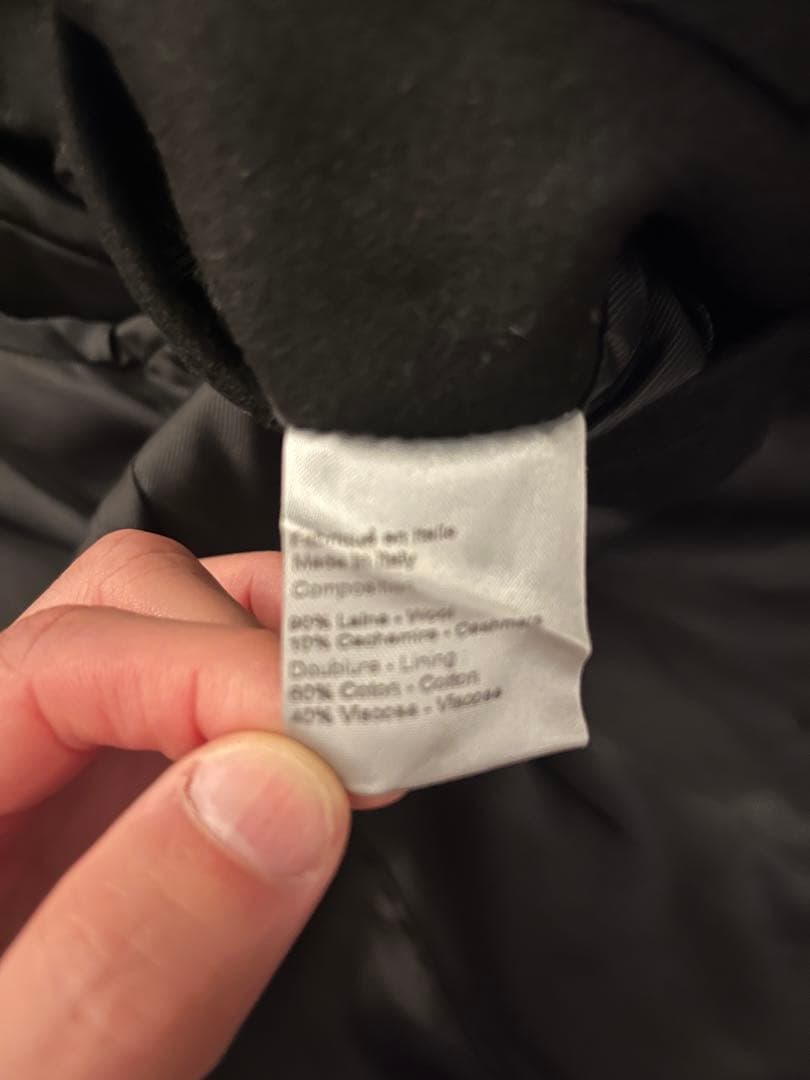 Fabriqué en Italie
Made in Italy
Composition
90% Laine - Wool
10% Cachemire - Cashmere
Doublure - Lining
60% Coton - Cotton
40% Viscose - Viscose